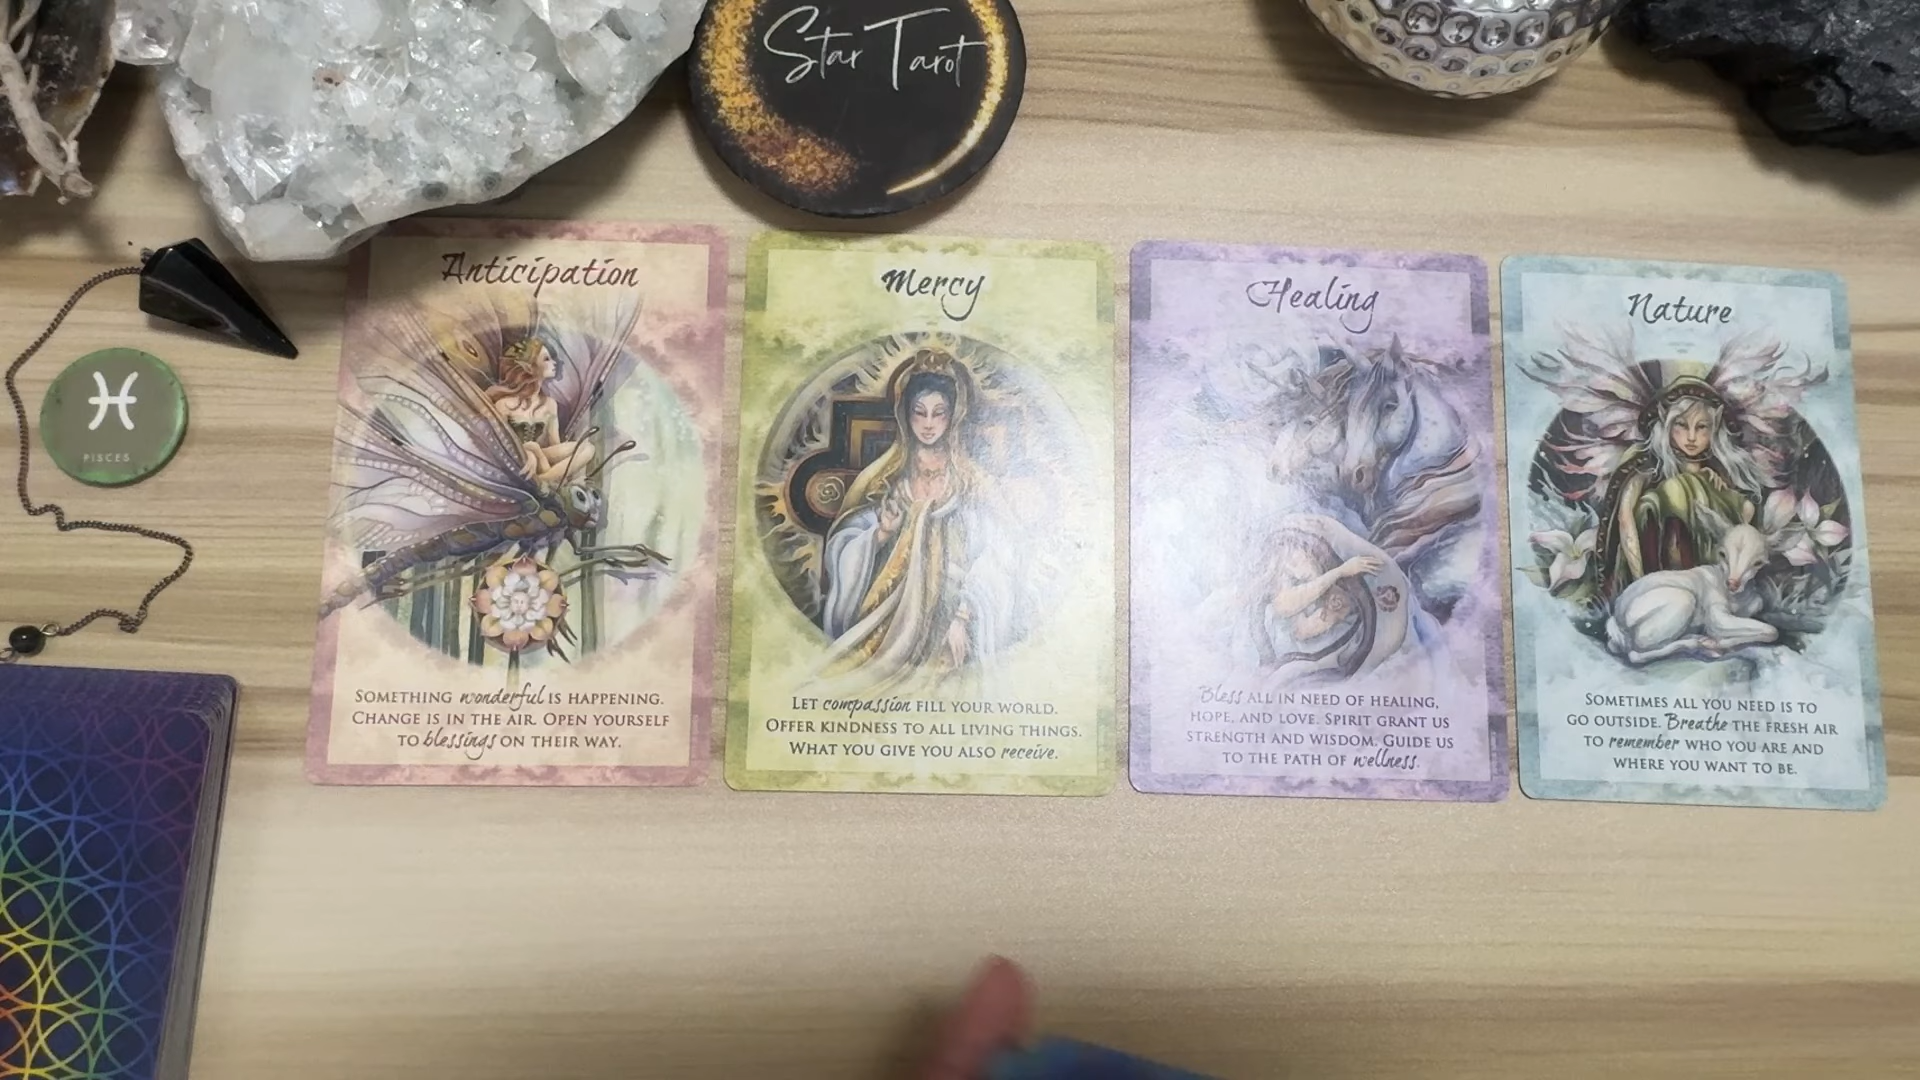 Star Tarot
PISCES
Anticipation
SOMETHING wonderful IS HAPPENING.
CHANGE IS IN THE AIR. OPEN YOURSELF
TO blessings ON THEIR WAY.
Mercy
LET compassion FILL YOUR WORLD.
OFFER KINDNESS TO ALL LIVING THINGS.
WHAT YOU GIVE YOU ALSO receive.
Healing
Bless ALL IN NEED OF HEALING,
HOPE, AND LOVE. SPIRIT GRANT US
STRENGTH AND WISDOM. GUIDE US
TO THE PATH OF wellness.
Nature
SOMETIMES ALL YOU NEED IS TO
GO OUTSIDE. Breathe THE FRESH AIR
TO remember WHO YOU ARE AND
WHERE YOU WANT TO BE.